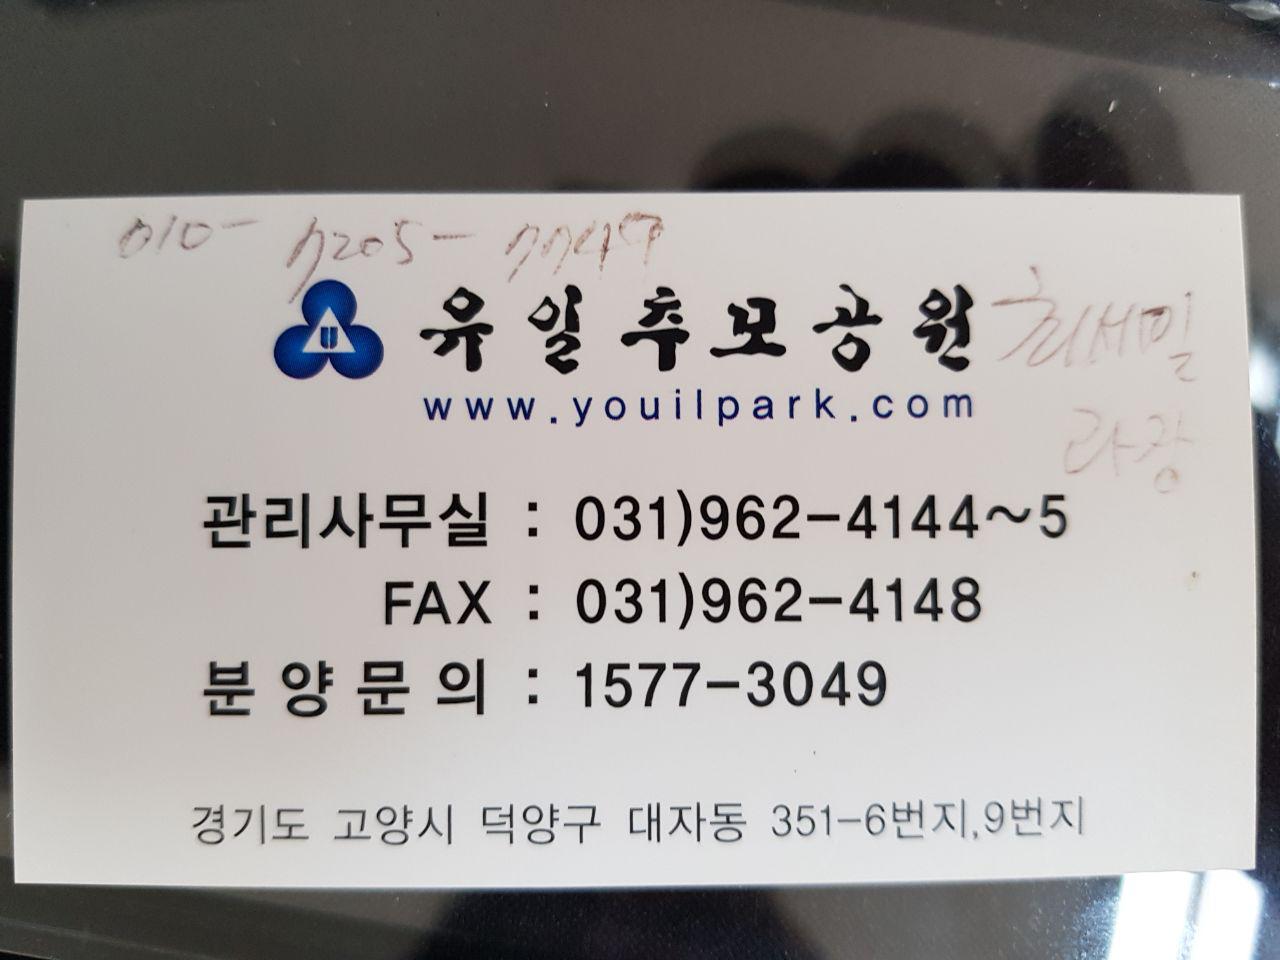 010-7205-7747
유일추모공원
www.youilpark.com
관리사무실 : 031)962-4144~5
FAX : 031)962-4148
분양문의 : 1577-3049
경기도 고양시 덕양구 대자동 351-6번지,9번지